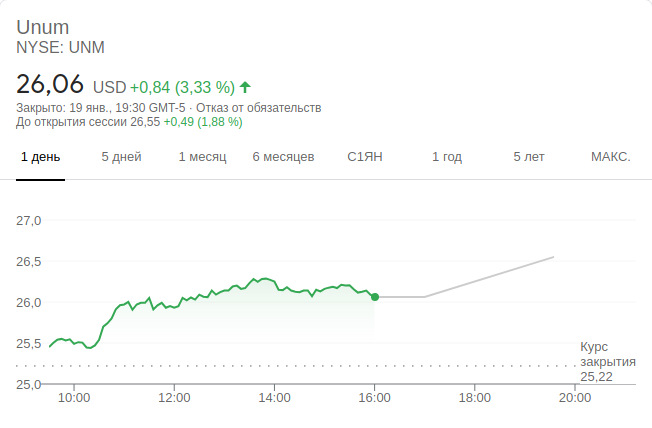 Unum
NYSE: UNM
26,06 USD +0,84 (3,33 %)
Закрыто: 19 янв., 19:30 GMT-5 · Отказ от обязательств
До открытия сессии 26,55 +0,49 (1,88 %)
1 день 5 дней 1 месяц 6 месяцев С1ЯН 1 год 5 лет МАКС.
27,0
26,5
26,0
25,5
Курс
закрытия
25,22
25,0
10:00 12:00 14:00 16:00 18:00 20:00